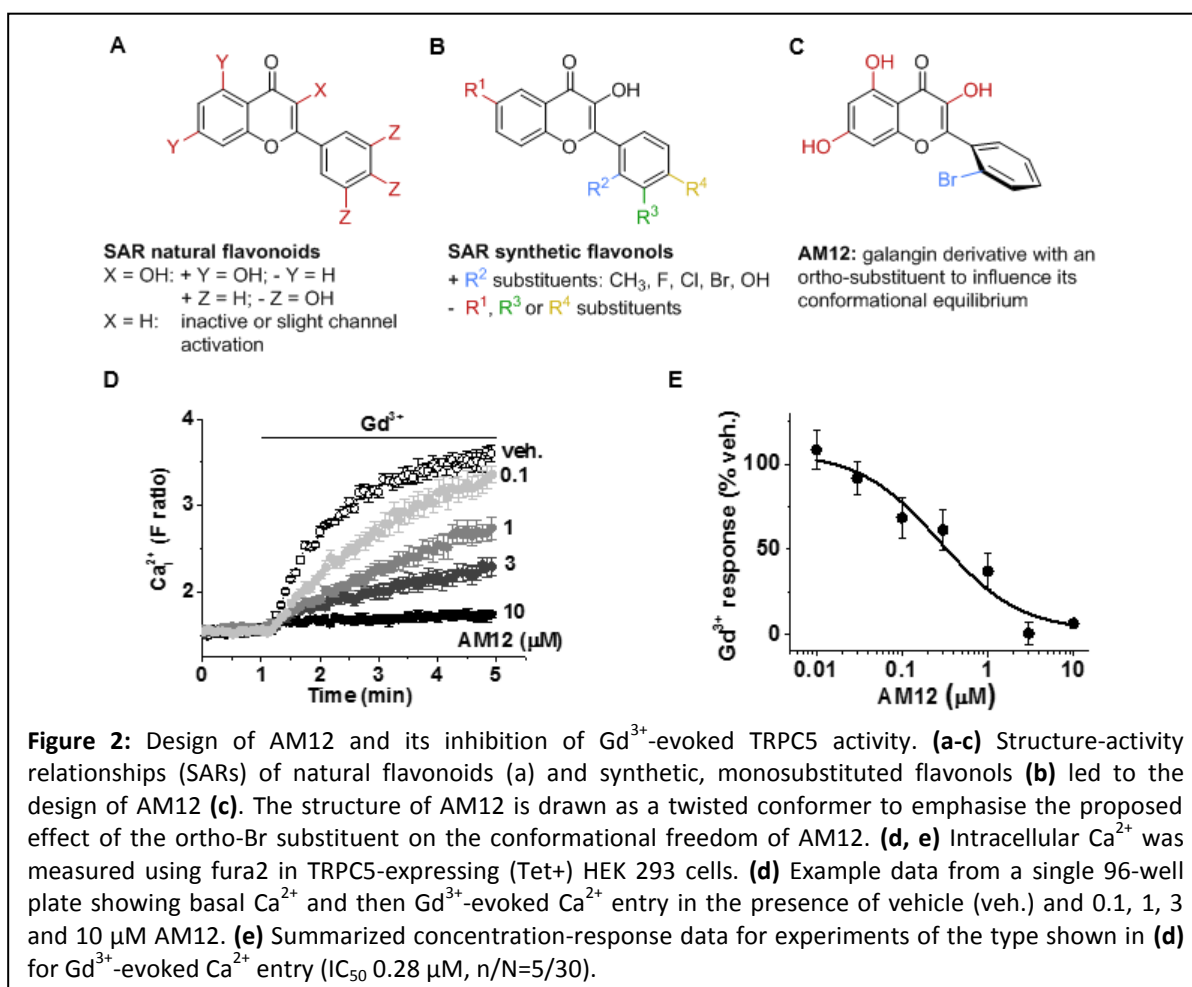 A
B
C
Y
O
X
Y
O
Z
Z
Z
R¹
O
OH
O
R²
R³
R⁴
OH
O
OH
HO
O
Br
SAR natural flavonoids
X = OH: + Y = OH; - Y = H
+ Z = H; - Z = OH
X = H: inactive or slight channel
activation
SAR synthetic flavonols
+ R² substituents: CH₃, F, Cl, Br, OH
- R¹, R³ or R⁴ substituents
AM12: galangin derivative with an
ortho-substituent to influence its
conformational equilibrium
D
4
3
2
Ca²⁺ᵢ (F ratio)
Gd³⁺
veh.
0.1
1
3
10
AM12 (μM)
0 1 2 3 4 5
Time (min)
E
100
50
0
Gd³⁺ response (% veh.)
0.01 0.1 1 10
AM12 (μM)
Figure 2: Design of AM12 and its inhibition of Gd³⁺-evoked TRPC5 activity. (a-c) Structure-activity
relationships (SARs) of natural flavonoids (a) and synthetic, monosubstituted flavonols (b) led to the
design of AM12 (c). The structure of AM12 is drawn as a twisted conformer to emphasise the proposed
effect of the ortho-Br substituent on the conformational freedom of AM12. (d, e) Intracellular Ca²⁺ was
measured using fura2 in TRPC5-expressing (Tet+) HEK 293 cells. (d) Example data from a single 96-well
plate showing basal Ca²⁺ and then Gd³⁺-evoked Ca²⁺ entry in the presence of vehicle (veh.) and 0.1, 1, 3
and 10 μM AM12. (e) Summarized concentration-response data for experiments of the type shown in (d)
for Gd³⁺-evoked Ca²⁺ entry (IC₅₀ 0.28 μM, n/N=5/30).